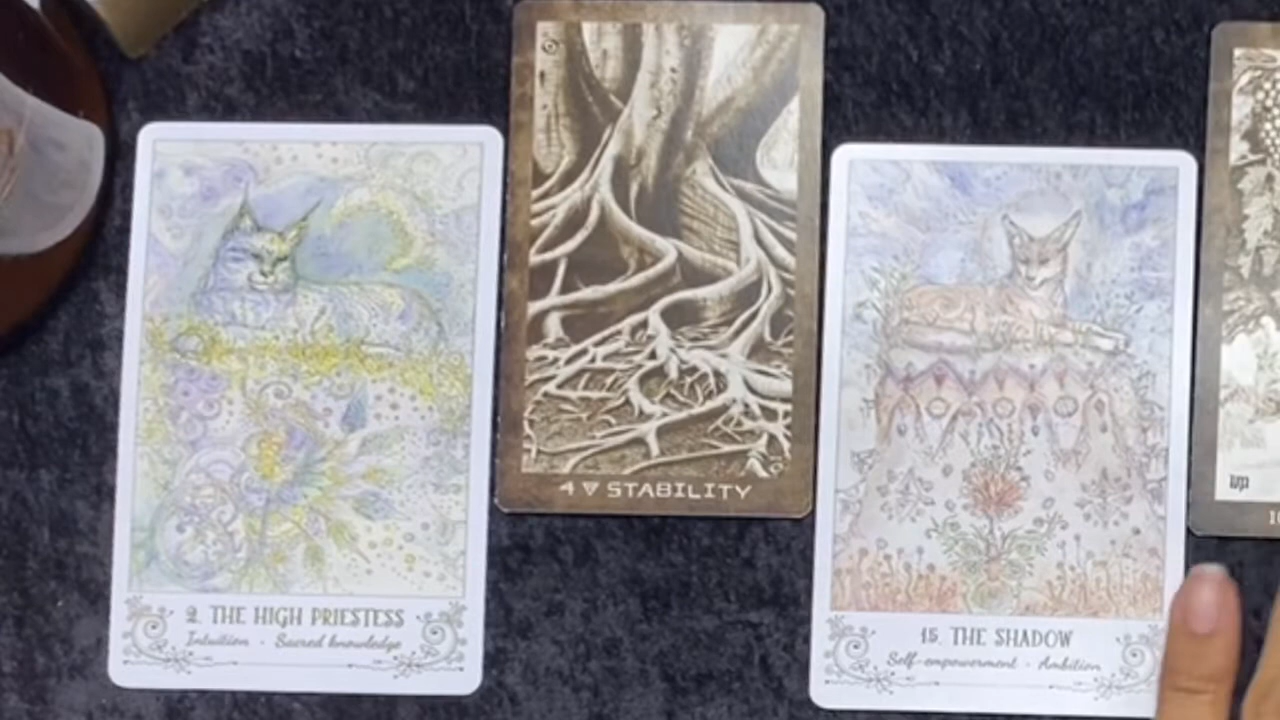 2. THE HIGH PRIESTESS
Intuition • Sacred knowledge
4 ▽ STABILITY
15. THE SHADOW
Self-empowerment • Ambition